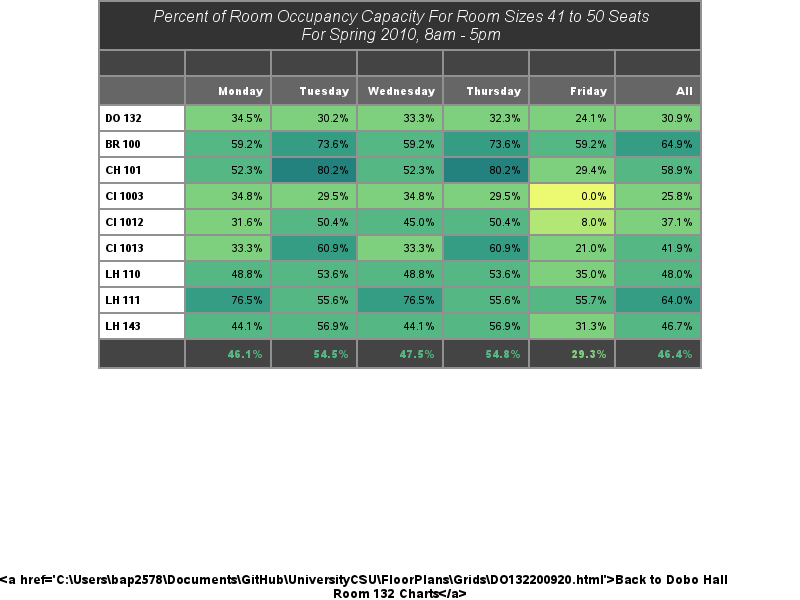 Percent of Room Occupancy Capacity For Room Sizes 41 to 50 Seats
For Spring 2010, 8am - 5pm
Monday Tuesday Wednesday Thursday Friday All
DO 132 34.5% 30.2% 33.3% 32.3% 24.1% 30.9%
BR 100 59.2% 73.6% 59.2% 73.6% 59.2% 64.9%
CH 101 52.3% 80.2% 52.3% 80.2% 29.4% 58.9%
CI 1003 34.8% 29.5% 34.8% 29.5% 0.0% 25.8%
CI 1012 31.6% 50.4% 45.0% 50.4% 8.0% 37.1%
CI 1013 33.3% 60.9% 33.3% 60.9% 21.0% 41.9%
LH 110 48.8% 53.6% 48.8% 53.6% 35.0% 48.0%
LH 111 76.5% 55.6% 76.5% 55.6% 55.7% 64.0%
LH 143 44.1% 56.9% 44.1% 56.9% 31.3% 46.7%
46.1% 54.5% 47.5% 54.8% 29.3% 46.4%
<a href='C:\Users\bap2578\Documents\GitHub\UniversityCSU\FloorPlans\Grids\DO132200920.html'>Back to Dobo Hall
Room 132 Charts</a>